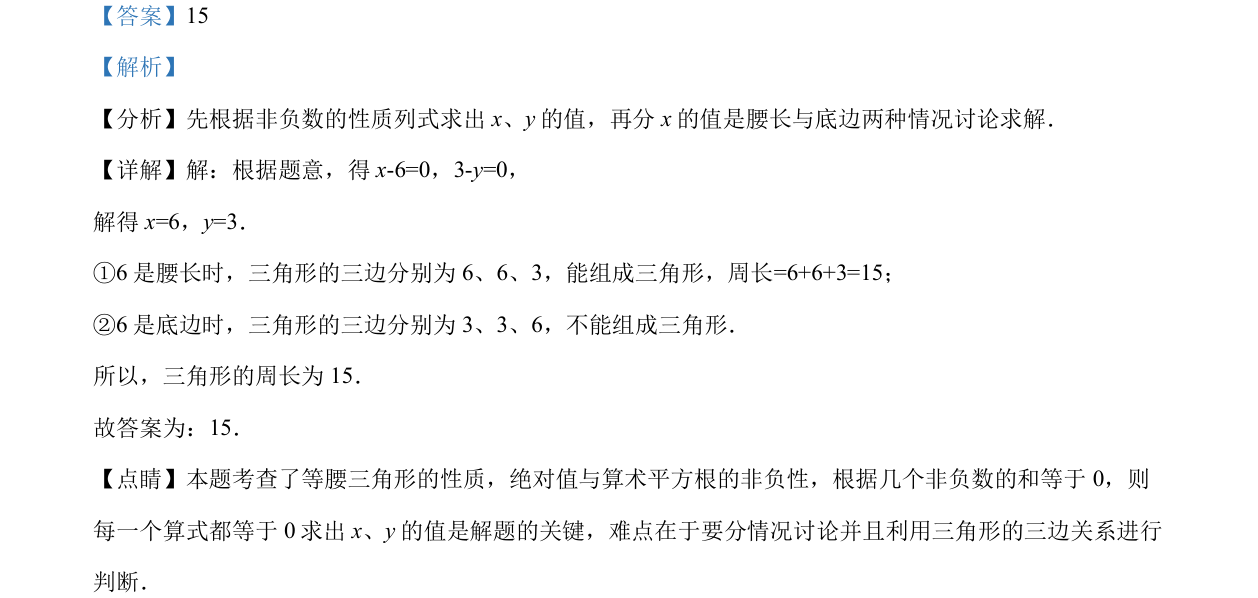 【答案】15
【解析】
【分析】先根据非负数的性质列式求出 x、y 的值，再分 x 的值是腰长与底边两种情况讨论求解．
【详解】解：根据题意，得 x-6=0，3-y=0，
解得 x=6，y=3．
①6 是腰长时，三角形的三边分别为 6、6、3，能组成三角形，周长=6+6+3=15；
②6 是底边时，三角形的三边分别为 3、3、6，不能组成三角形．
所以，三角形的周长为 15．
故答案为：15．
【点睛】本题考查了等腰三角形的性质，绝对值与算术平方根的非负性，根据几个非负数的和等于 0，则
每一个算式都等于 0 求出 x、y 的值是解题的关键，难点在于要分情况讨论并且利用三角形的三边关系进行
判断．